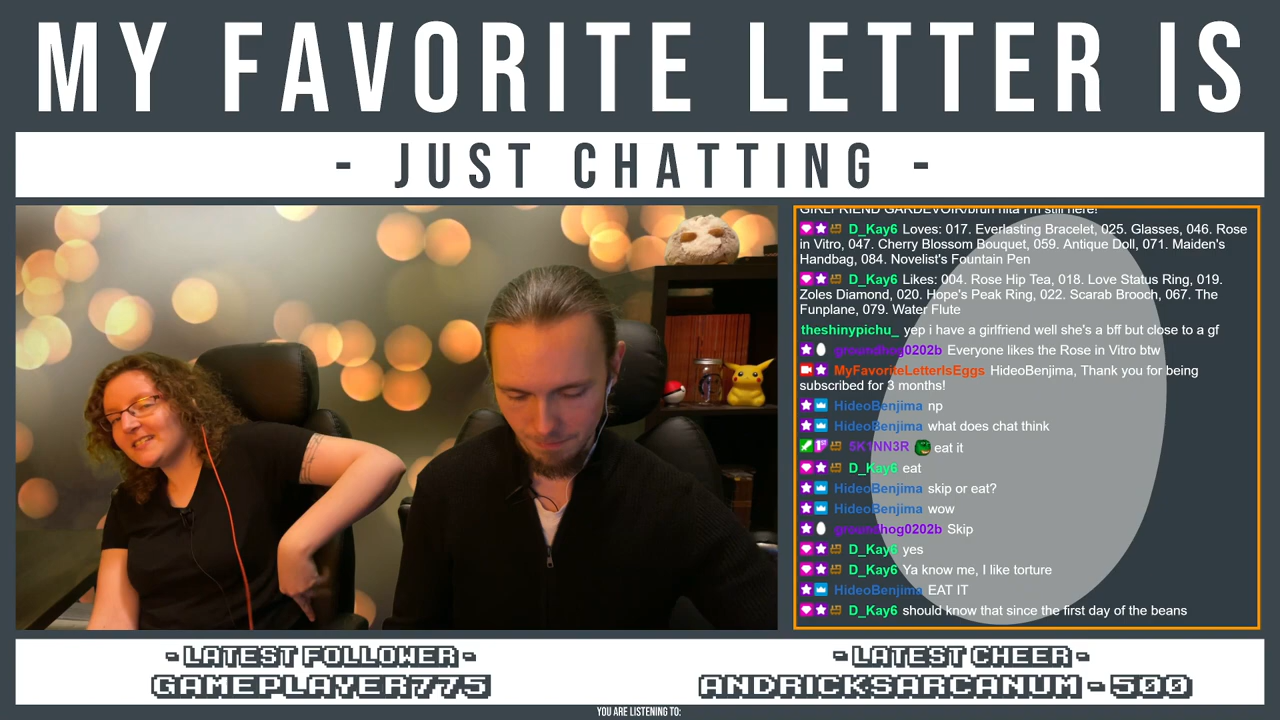 MY FAVORITE LETTER IS
- JUST CHATTING -
GIRLFRIEND GARDEVOIR/bruh nita I'm still here!
D_Kay6 Loves: 017. Everlasting Bracelet, 025. Glasses, 046. Rose
in Vitro, 047. Cherry Blossom Bouquet, 059. Antique Doll, 071. Maiden's
Handbag, 084. Novelist's Fountain Pen
D_Kay6 Likes: 004. Rose Hip Tea, 018. Love Status Ring, 019.
Zoles Diamond, 020. Hope's Peak Ring, 022. Scarab Brooch, 067. The
Funplane, 079. Water Flute
theshinypichu_ yep i have a girlfriend well she's a bff but close to a gf
groundhog0202b Everyone likes the Rose in Vitro btw
MyFavoriteLetterIsEggs HideoBenjima, Thank you for being
subscribed for 3 months!
HideoBenjima np
HideoBenjima what does chat think
5K1NN3R eat it
D_Kay6 eat
HideoBenjima skip or eat?
HideoBenjima wow
groundhog0202b Skip
D_Kay6 yes
D_Kay6 Ya know me, I like torture
HideoBenjima EAT IT
D_Kay6 should know that since the first day of the beans
- LATEST FOLLOWER -
GAMEPLAYER775
- LATEST CHEER -
ANDRICKSARCANUM - 500
YOU ARE LISTENING TO: